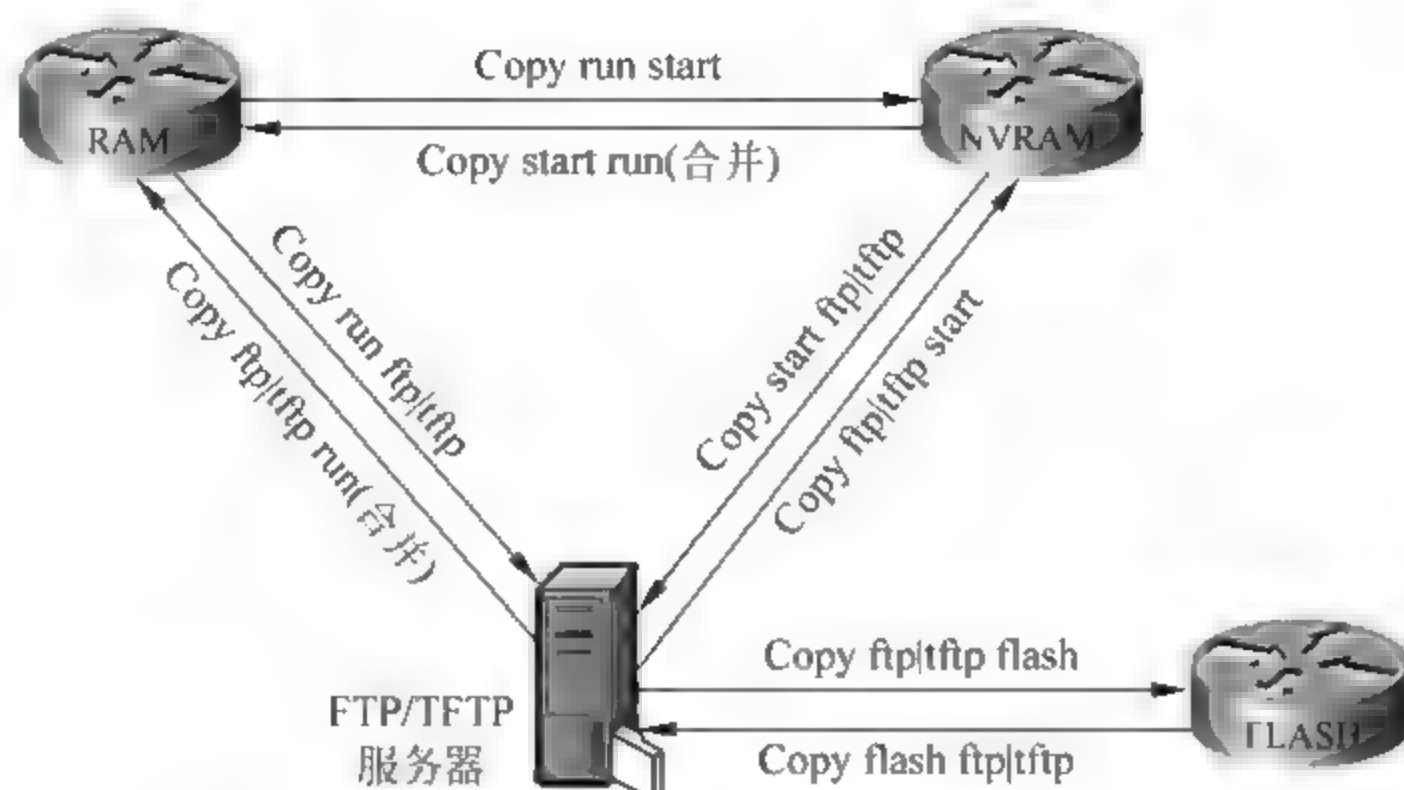 Copy run start
RAM
NVRAM
Copy start run(合并)
Copy run ftp|tftp
Copy ftp|tftp run(合并)
Copy start ftp|tftp
Copy ftp|tftp start
Copy ftp|tftp flash
FTP/TFTP
服务器
FLASH
Copy flash ftp|tftp